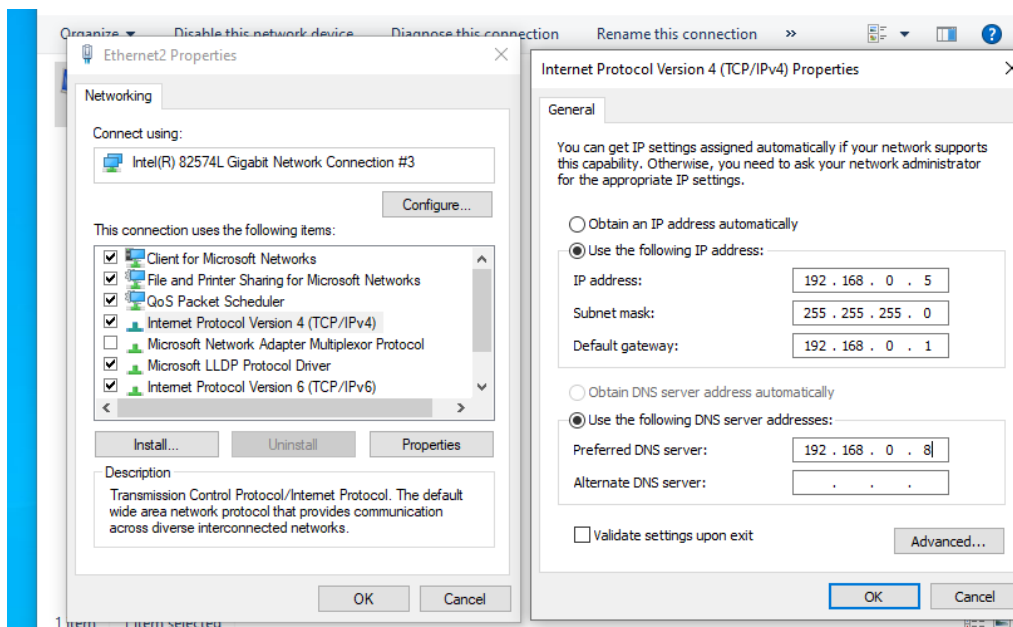 Organize Disable this network device Diagnose this connection Rename this connection »
Ethernet2 Properties
Networking
Connect using:
Intel(R) 82574L Gigabit Network Connection #3
Configure...
This connection uses the following items:
Client for Microsoft Networks
File and Printer Sharing for Microsoft Networks
QoS Packet Scheduler
Internet Protocol Version 4 (TCP/IPv4)
Microsoft Network Adapter Multiplexor Protocol
Microsoft LLDP Protocol Driver
Internet Protocol Version 6 (TCP/IPv6)
Install... Uninstall Properties
Description
Transmission Control Protocol/Internet Protocol. The default
wide area network protocol that provides communication
across diverse interconnected networks.
OK Cancel
1 item 1 item selected
Internet Protocol Version 4 (TCP/IPv4) Properties
General
You can get IP settings assigned automatically if your network supports
this capability. Otherwise, you need to ask your network administrator
for the appropriate IP settings.
Obtain an IP address automatically
Use the following IP address:
IP address: 192 . 168 . 0 . 5
Subnet mask: 255 . 255 . 255 . 0
Default gateway: 192 . 168 . 0 . 1
Obtain DNS server address automatically
Use the following DNS server addresses:
Preferred DNS server: 192 . 168 . 0 . 8
Alternate DNS server: . . .
Validate settings upon exit
Advanced...
OK Cancel